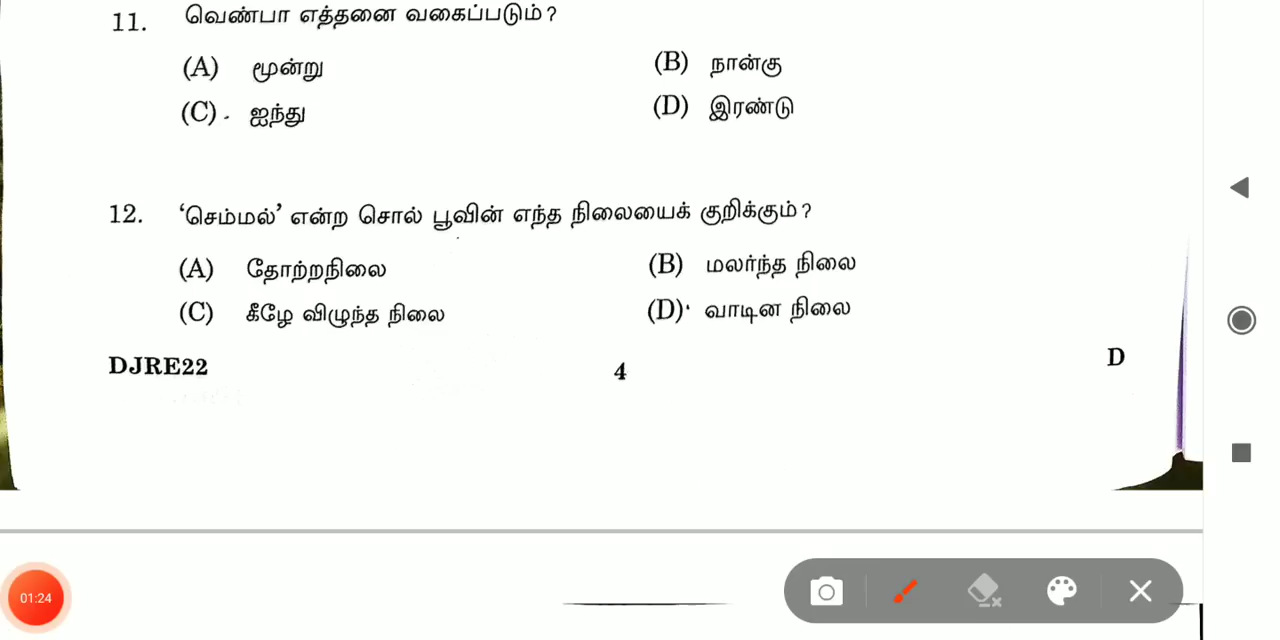 11. வெண்பா எத்தனை வகைப்படும் ?
(A) மூன்று (B) நான்கு
(C) ஐந்து (D) இரண்டு
12. ‘செம்மல்’ என்ற சொல் பூவின் எந்த நிலையைக் குறிக்கும் ?
(A) தோற்றநிலை (B) மலர்ந்த நிலை
(C) கீழே விழுந்த நிலை (D) வாடின நிலை
DJRE22 4 D
01:24